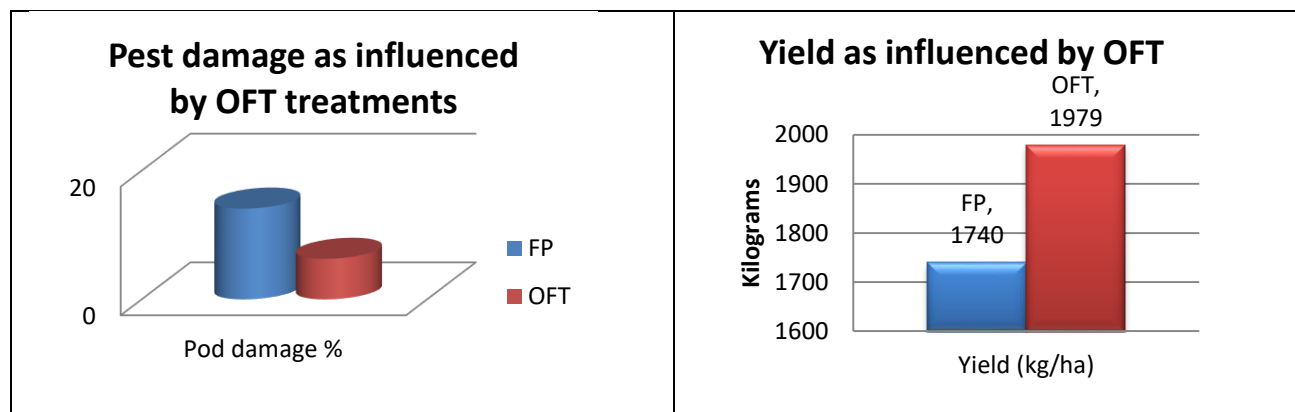 Pest damage as influenced
by OFT treatments
20
0
Pod damage %
FP
OFT
Yield as influenced by OFT
OFT,
1979
FP,
1740
2000
1900
1800
1700
1600
Kilograms
Yield (kg/ha)